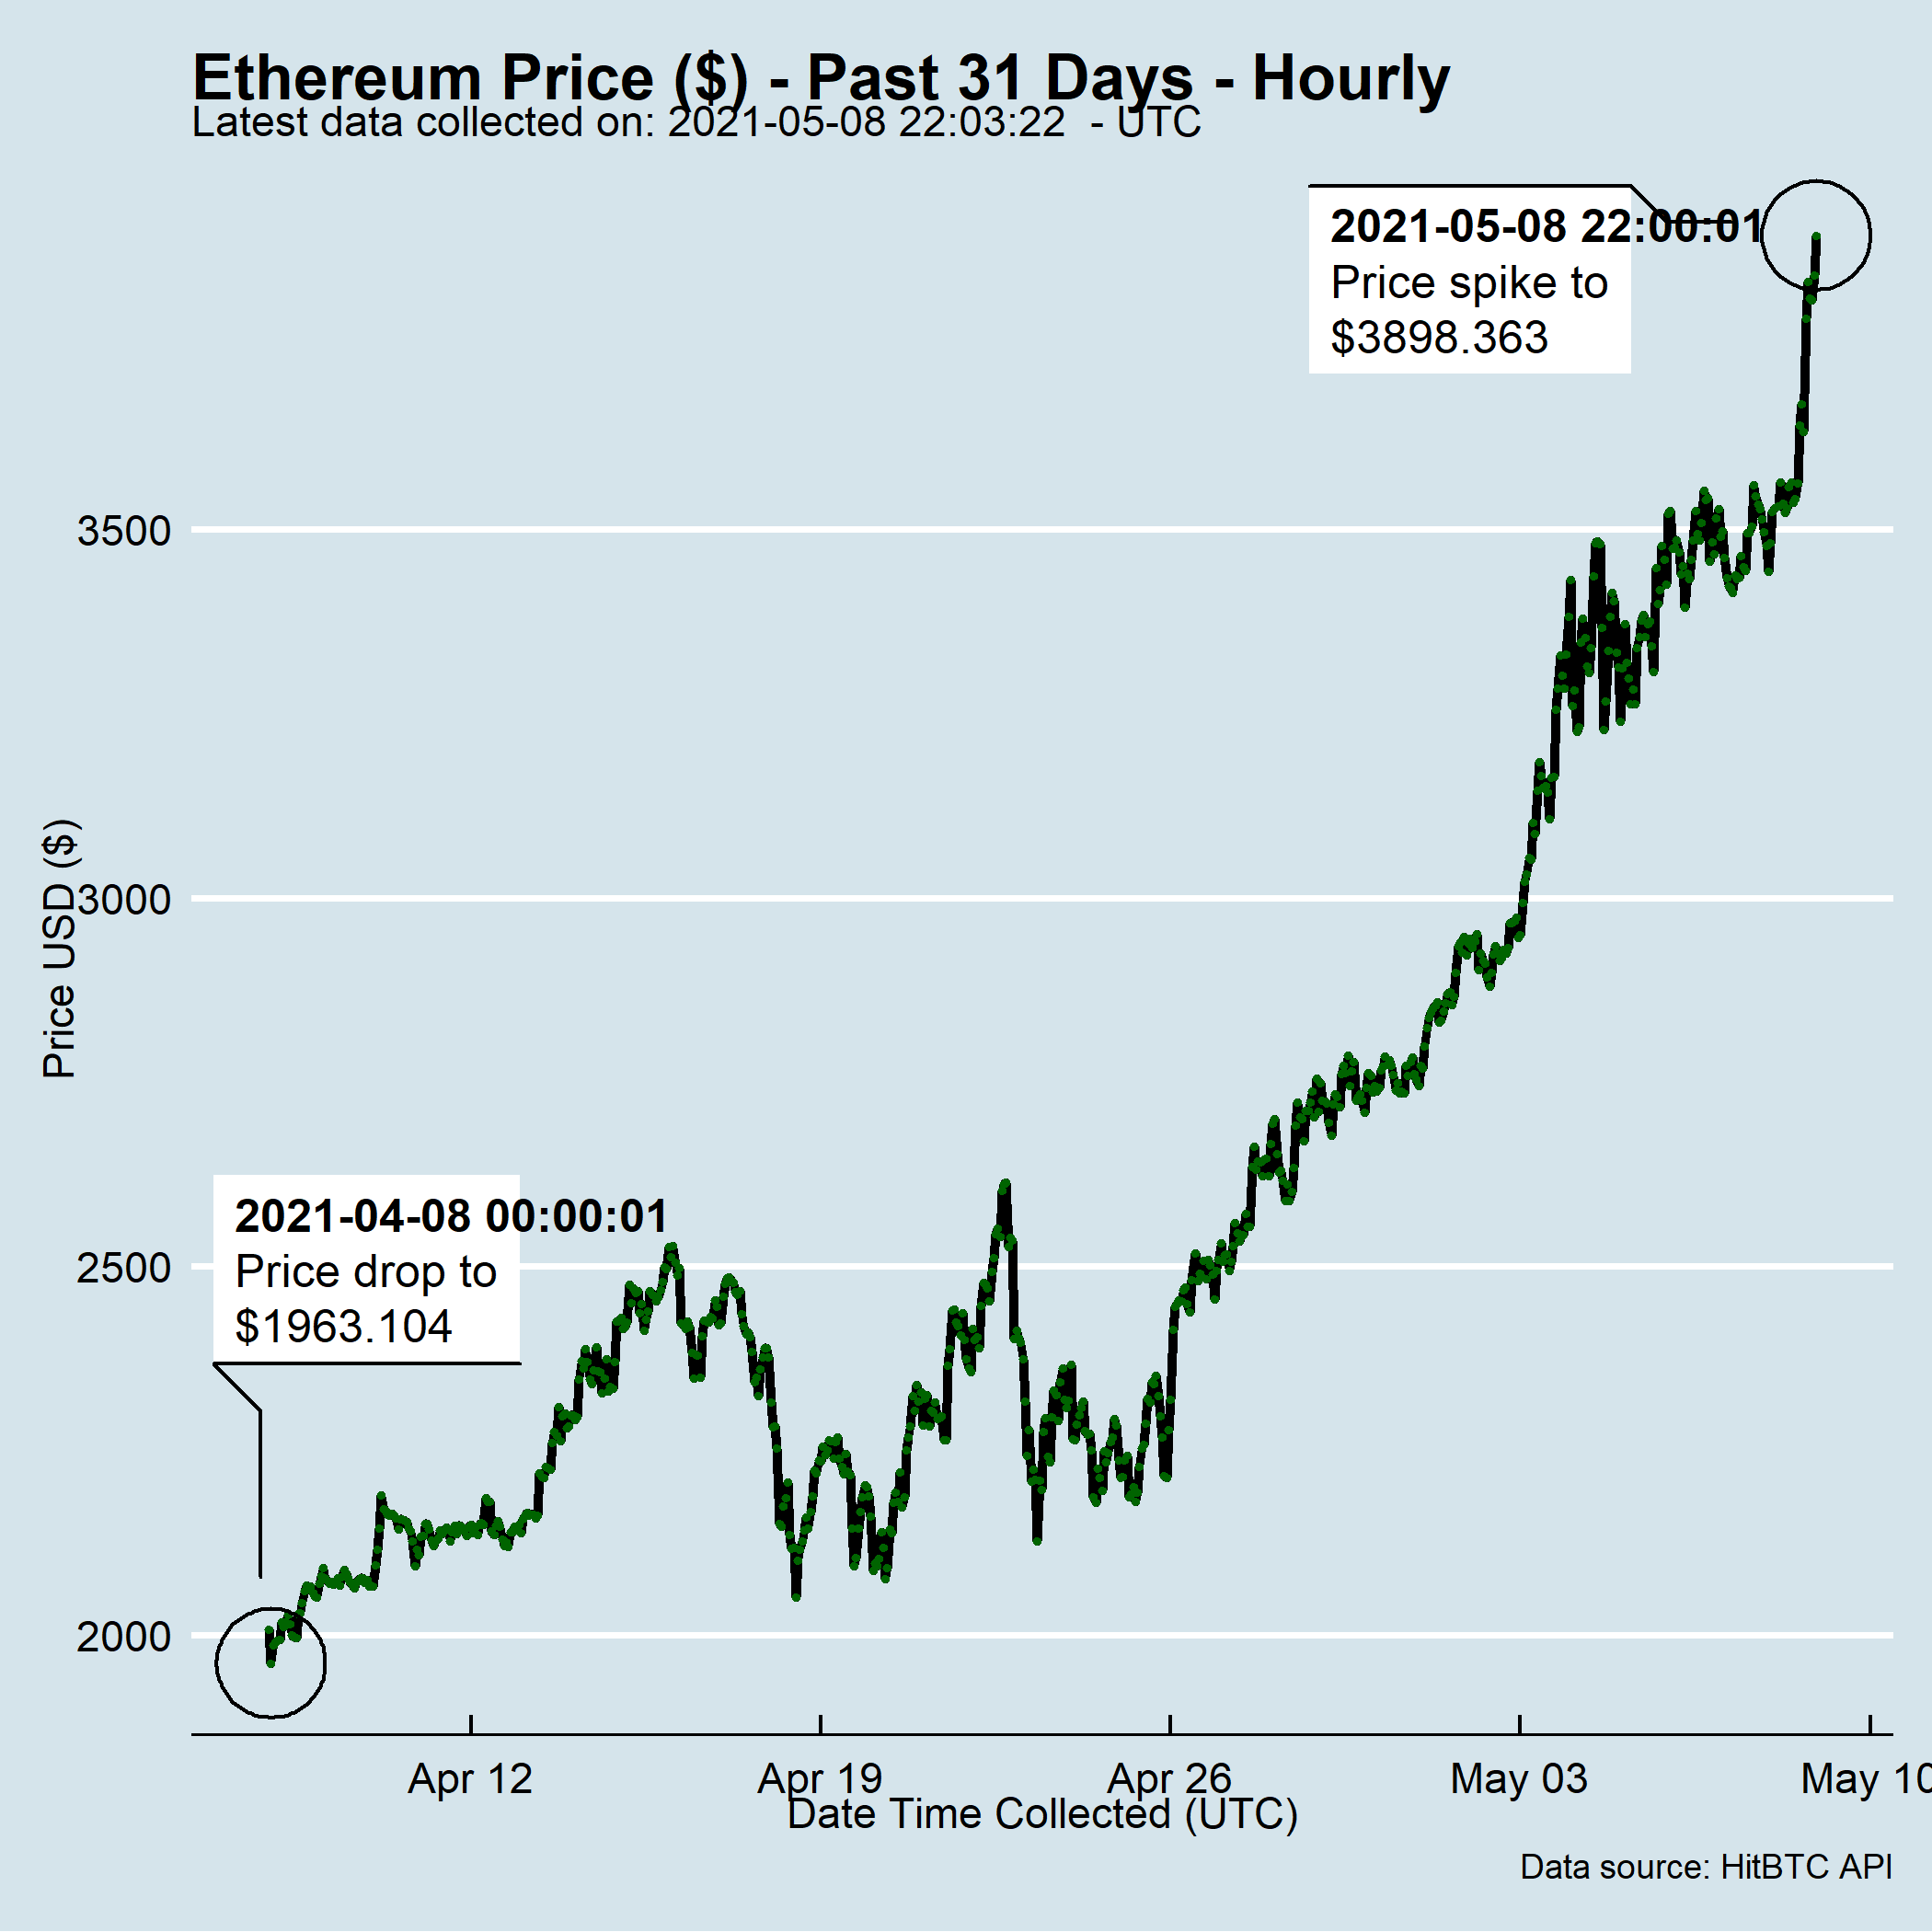 Ethereum Price ($) - Past 31 Days - Hourly
Latest data collected on: 2021-05-08 22:03:22  - UTC
2021-05-08 22:00:01
Price spike to
$3898.363
3500
3000
Price USD ($)
2021-04-08 00:00:01
Price drop to
$1963.104
2500
2000
Apr 12
Apr 19
Apr 26
May 03
May 10
Date Time Collected (UTC)
Data source: HitBTC API